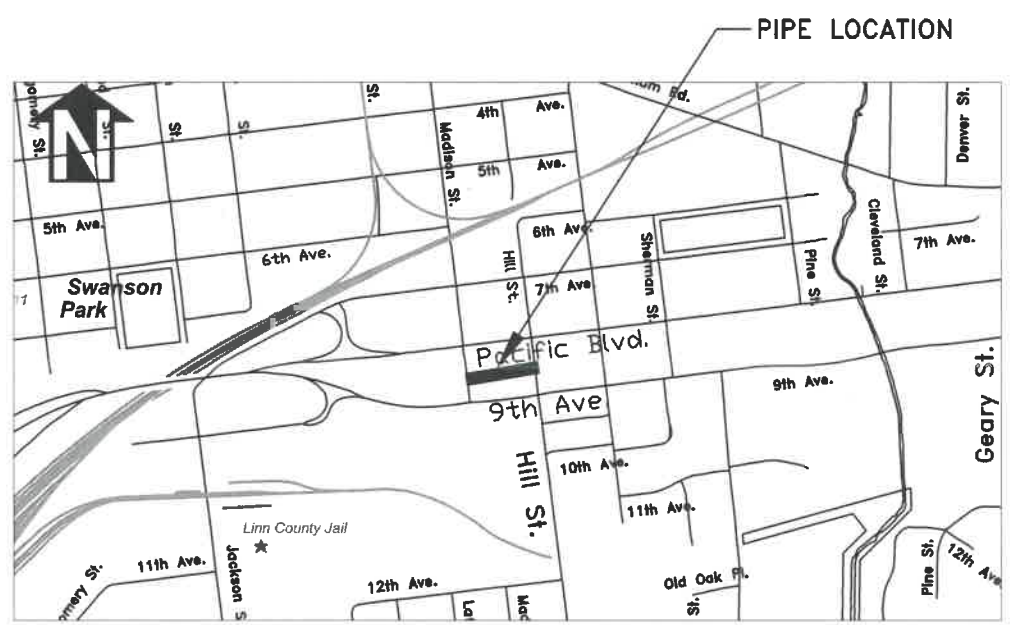 PIPE LOCATION
N
St.
St.
St.
St.
4th Ave.
Madison St.
5th Ave.
Denver St.
5th Ave.
6th Ave.
6th Ave.
Hill St.
7th Ave.
Sherman St.
Pine St.
Cleveland St.
7th Ave.
Swanson
Park
Pacific Blvd.
9th Ave
9th Ave.
Geary St.
10th Ave.
Hill St.
11th Ave.
Linn County Jail
11th Ave.
Jackson S
12th Ave.
Old Oak Pl.
St.
Pine St.
12th Ave.